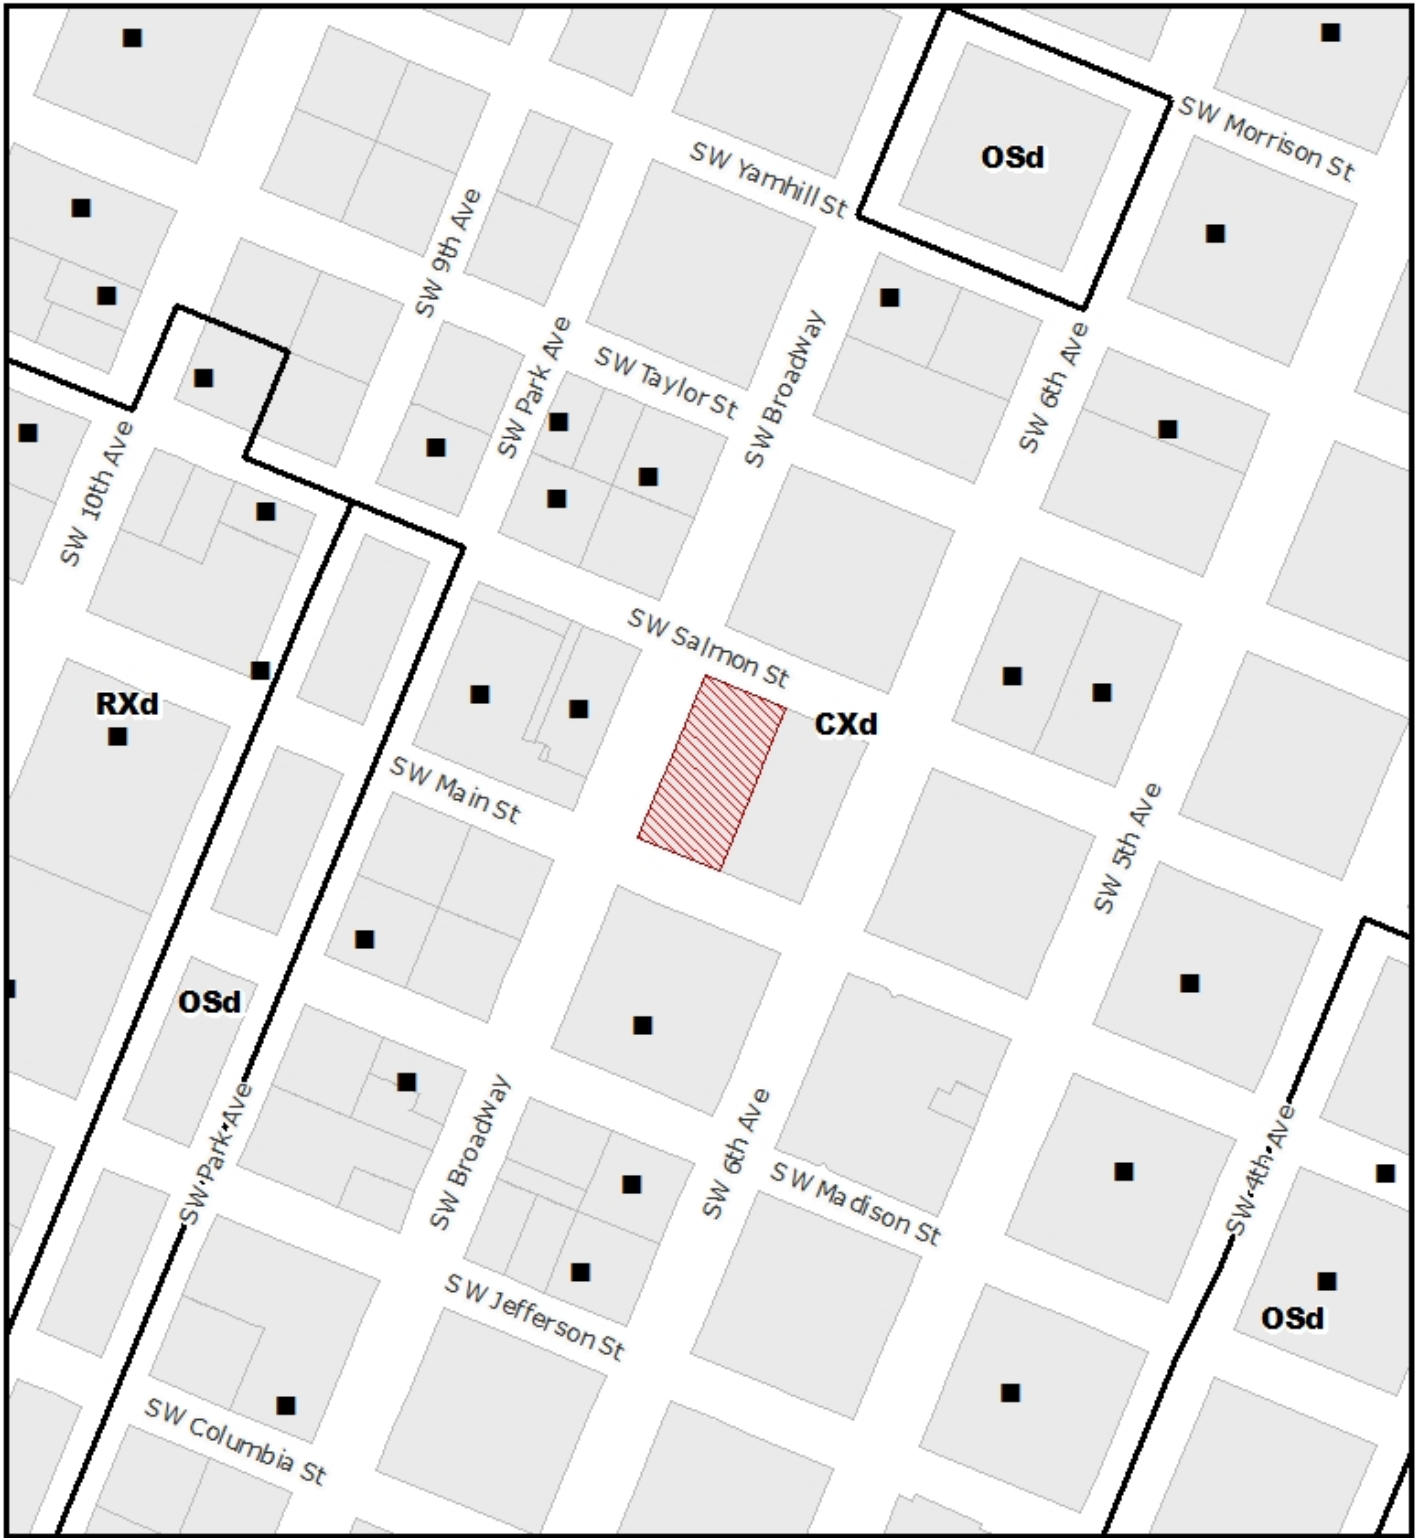 SW Morrison St
OSd
SW Yamhill St
SW 9th Ave
SW Park Ave
SW Taylor St
SW Broadway
SW 6th Ave
SW 10th Ave
SW Salmon St
RXd
CXd
SW Main St
SW 5th Ave
OSd
SW Park Ave
SW Broadway
SW 6th Ave
SW 4th Ave
SW Madison St
SW Jefferson St
OSd
SW Columbia St